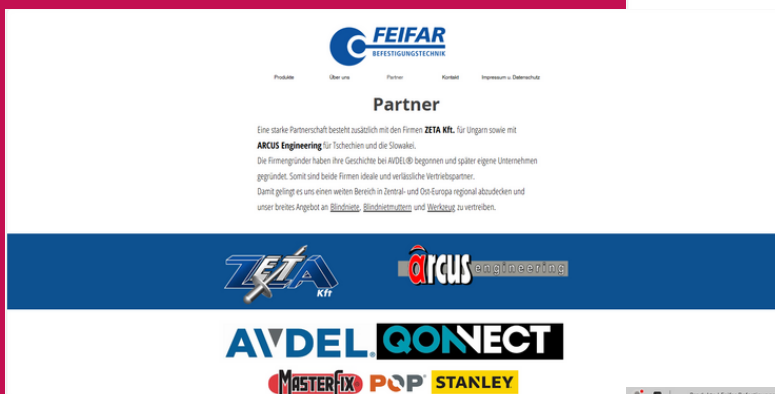 FEIFAR
BEFESTIGUNGSTECHNIK
Produkte Über uns Partner Kontakt Impressum u. Datenschutz
Partner
Eine starke Partnerschaft besteht zusätzlich mit den Firmen ZETA Kft. für Ungarn sowie mit
ARCUS Engineering für Tschechien und die Slowakei.
Die Firmengründer haben ihre Geschichte bei AVDEL® begonnen und später eigene Unternehmen
gegründet. Somit sind beide Firmen ideale und verlässliche Vertriebspartner.
Damit gelingt es uns einen weiten Bereich in Zentral- und Ost-Europa regional abzudecken und
unser breites Angebot an Blindniete, Blindnietmuttern und Werkzeug zu vertreiben.
ZETA Kft
arcus engineering
AVDEL® QONNECT
MASTERFIX® POP® STANLEY